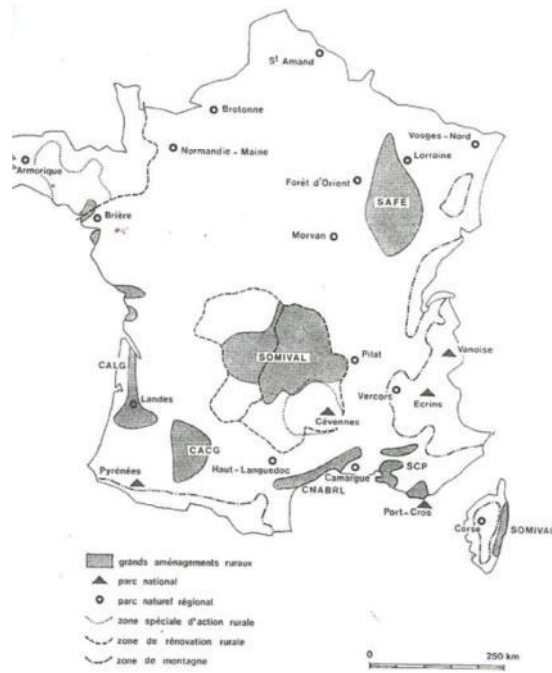 St Amand
Brotonne
Normandie - Maine
Vosges - Nord
Lorraine
Armorique
Forêt d'Orient
SAFE
Brière
Morvan
SOMIVAL
Pilat
Vanoise
CALG
Landes
Vercors
Ecrins
Cévennes
CACG
Haut-Languedoc
Camargue
SCP
Pyrénées
CNABRL
Port-Cros
Corse
SOMIVAC
grands aménagements ruraux
parc national
parc naturel régional
zone spéciale d'action rurale
zone de rénovation rurale
zone de montagne
0 250 km